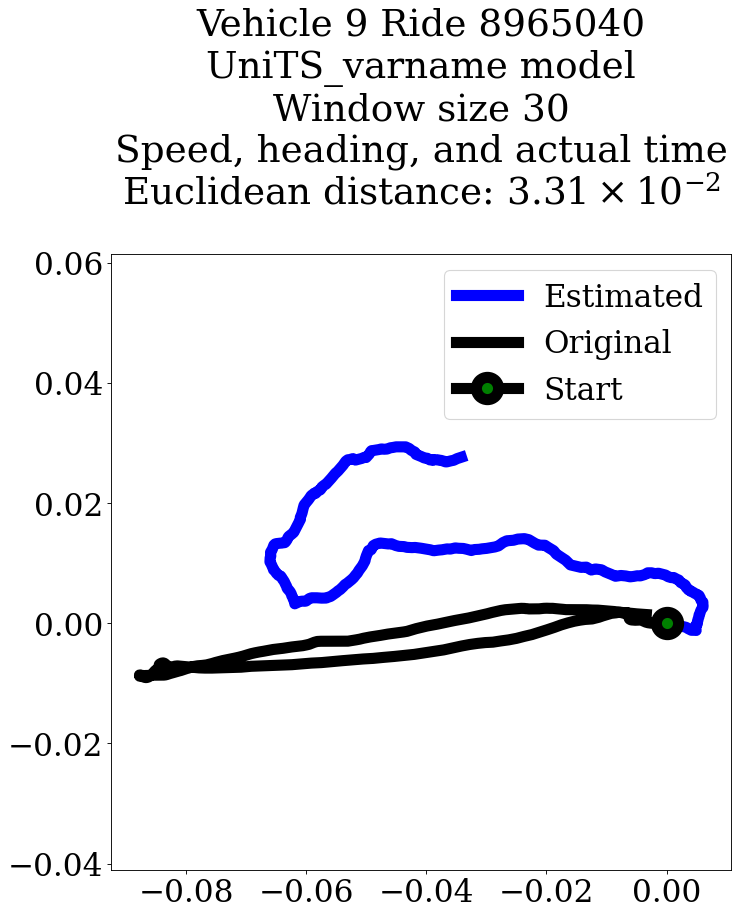 Vehicle 9 Ride 8965040
UniTS_varname model
Window size 30
Speed, heading, and actual time
Euclidean distance: 3.31 × 10⁻²
Estimated
Original
Start
0.06
0.04
0.02
0.00
−0.02
−0.04
−0.08 −0.06 −0.04 −0.02 0.00